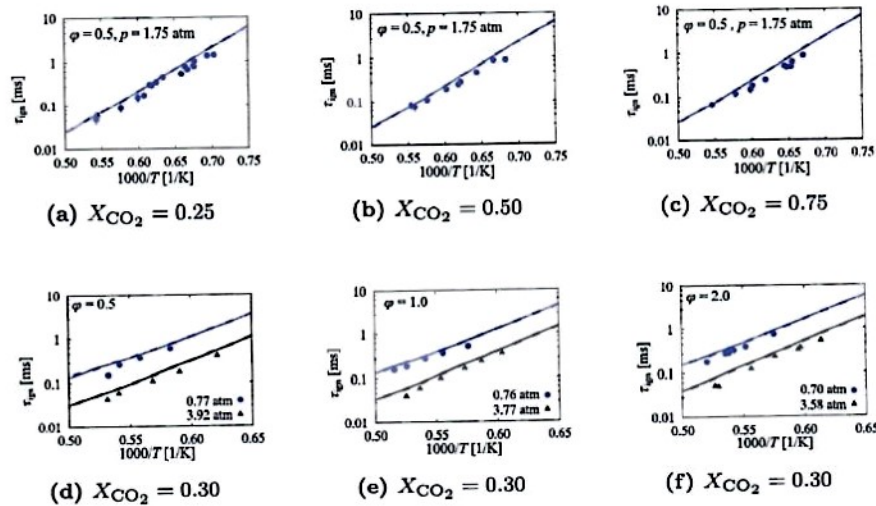 φ = 0.5, p = 1.75 atm
τign [ms]
10
1
0.1
0.01
0.50 0.55 0.60 0.65 0.70 0.75
1000/T [1/K]
(a) XCO2 = 0.25
φ = 0.5, p = 1.75 atm
τign [ms]
10
1
0.1
0.01
0.50 0.55 0.60 0.65 0.70 0.75
1000/T [1/K]
(b) XCO2 = 0.50
φ = 0.5 , p = 1.75 atm
τign [ms]
10
1
0.1
0.01
0.50 0.55 0.60 0.65 0.70 0.75
1000/T [1/K]
(c) XCO2 = 0.75
φ = 0.5
τign [ms]
10
1
0.1
0.01
0.77 atm
3.92 atm
0.50 0.55 0.60 0.65
1000/T [1/K]
(d) XCO2 = 0.30
φ = 1.0
τign [ms]
10
1
0.1
0.01
0.76 atm
3.77 atm
0.50 0.55 0.60 0.65
1000/T [1/K]
(e) XCO2 = 0.30
φ = 2.0
τign [ms]
10
1
0.1
0.01
0.70 atm
3.58 atm
0.50 0.55 0.60 0.65
1000/T [1/K]
(f) XCO2 = 0.30